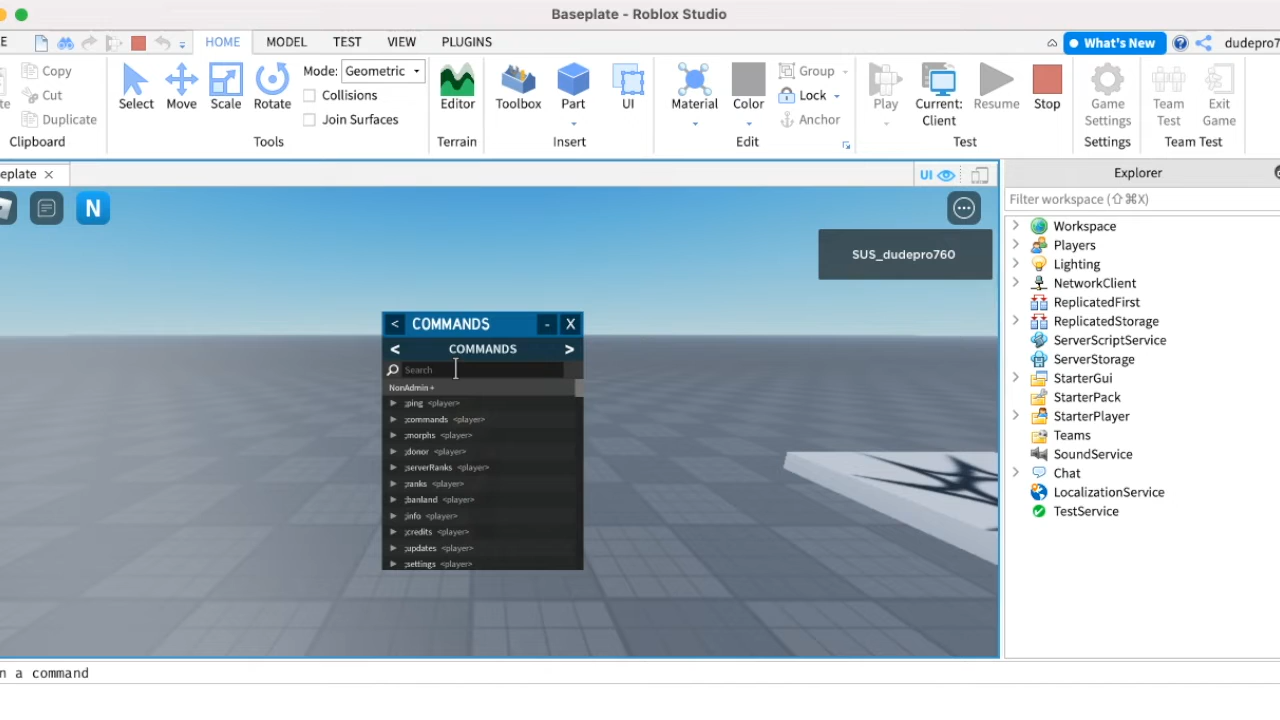 Baseplate - Roblox Studio
HOME MODEL TEST VIEW PLUGINS What's New dudepro7
Copy
Cut
Duplicate
Clipboard
Select Move Scale Rotate
Mode: Geometric
Collisions
Join Surfaces
Tools
Editor
Terrain
Toolbox Part UI
Insert
Material Color
Group
Lock
Anchor
Edit
Play Current: Client Resume Stop
Test
Game Settings
Settings
Team Test Exit Game
Team Test
eplate
UI
N
SUS_dudepro760
< COMMANDS - X
< COMMANDS >
Search
NonAdmin+
;ping <player>
;commands <player>
;morphs <player>
;donor <player>
;serverRanks <player>
;ranks <player>
;banland <player>
;info <player>
;credits <player>
;updates <player>
;settings <player>
Explorer
Filter workspace (⇧⌘X)
Workspace
Players
Lighting
NetworkClient
ReplicatedFirst
ReplicatedStorage
ServerScriptService
ServerStorage
StarterGui
StarterPack
StarterPlayer
Teams
SoundService
Chat
LocalizationService
TestService
n a command